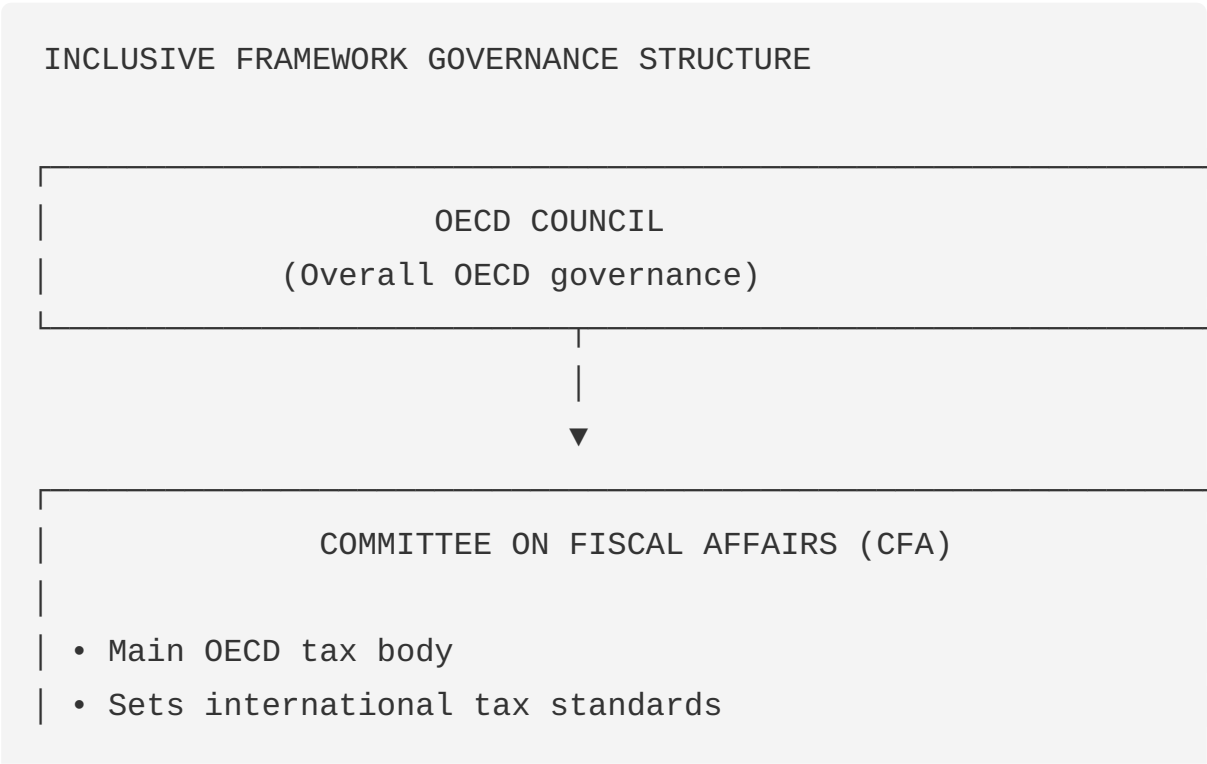 INCLUSIVE FRAMEWORK GOVERNANCE STRUCTURE
OECD COUNCIL
(Overall OECD governance)
COMMITTEE ON FISCAL AFFAIRS (CFA)
• Main OECD tax body
• Sets international tax standards